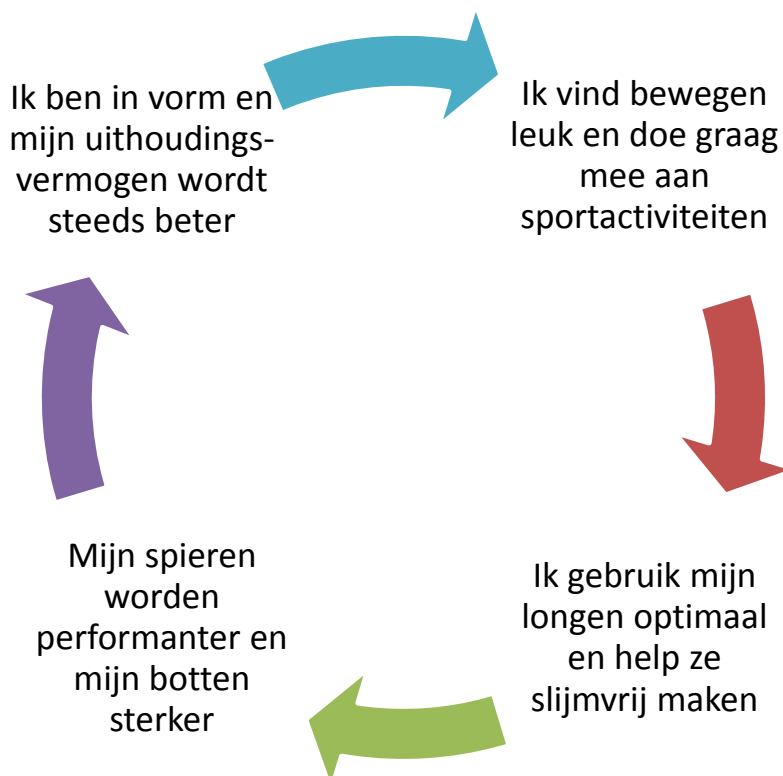 Ik ben in vorm en
mijn uithoudings-
vermogen wordt
steeds beter
Ik vind bewegen
leuk en doe graag
mee aan
sportactiviteiten
Ik gebruik mijn
longen optimaal
en help ze
slijmvrij maken
Mijn spieren
worden
performanter en
mijn botten
sterker